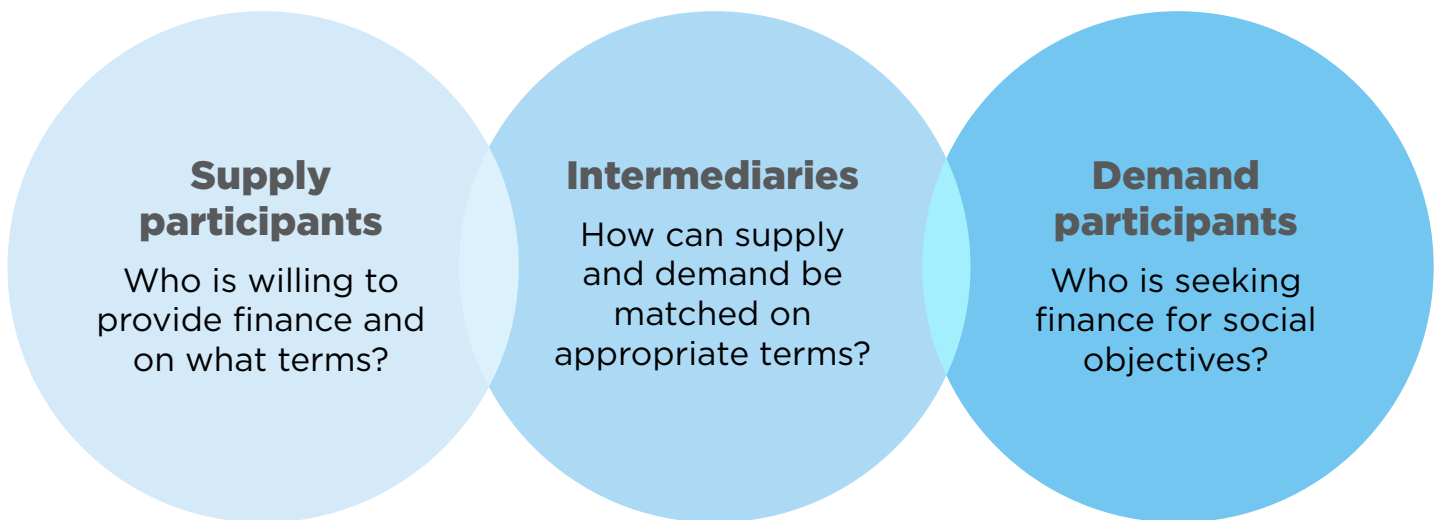 Supply
participants
Who is willing to
provide finance and
on what terms?
Intermediaries
How can supply
and demand be
matched on
appropriate terms?
Demand
participants
Who is seeking
finance for social
objectives?